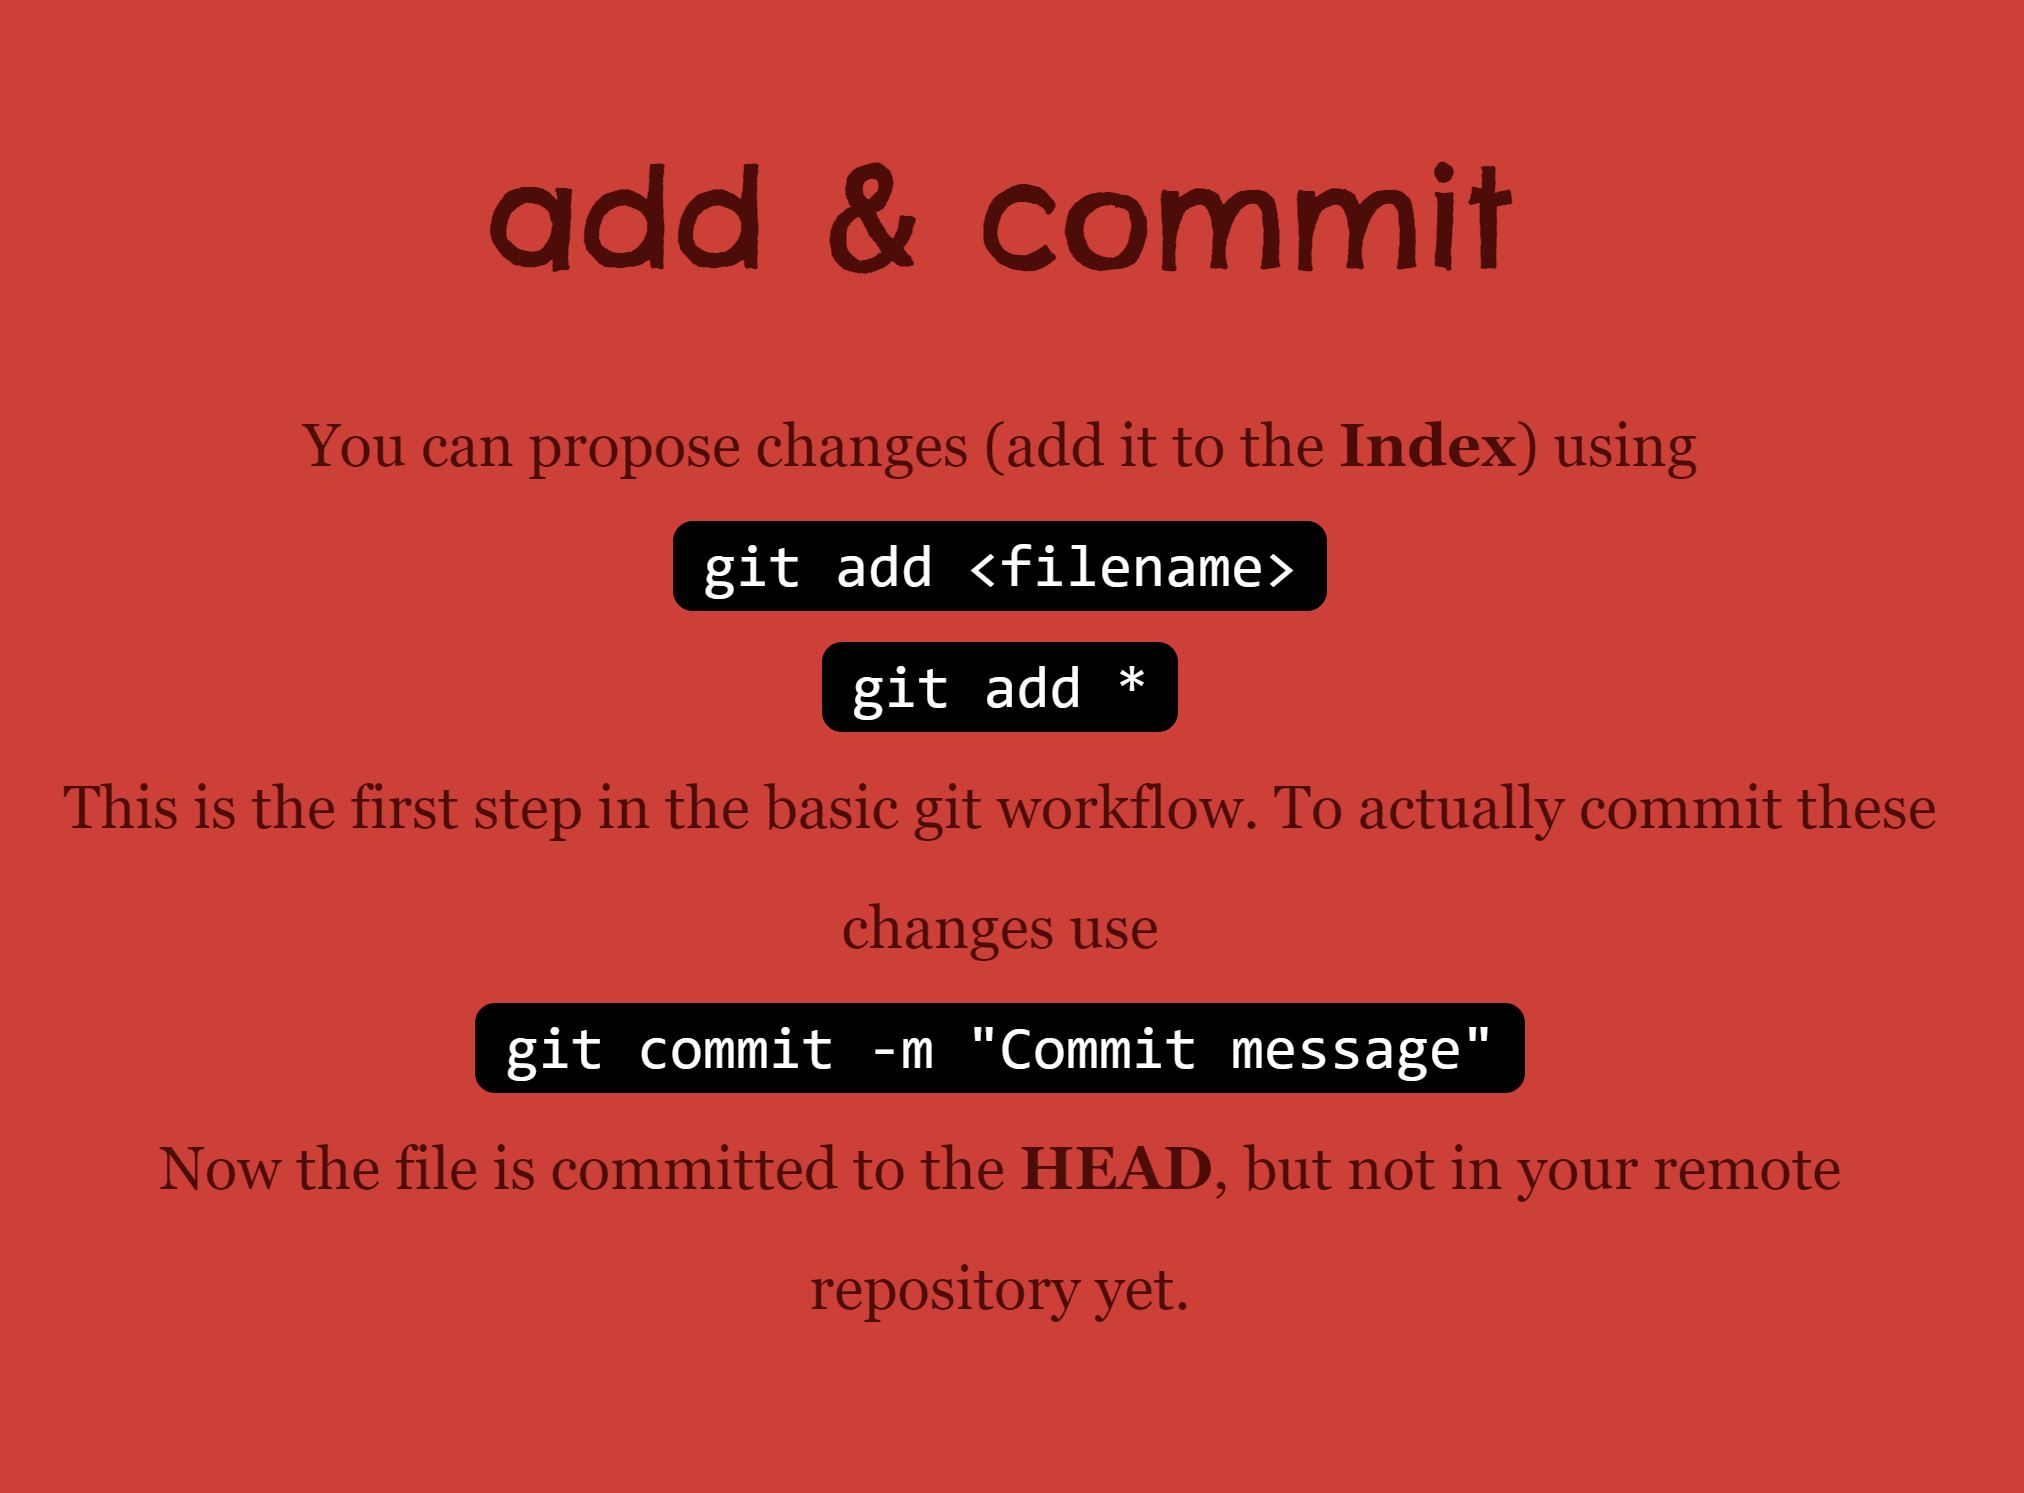 add & commit
You can propose changes (add it to the Index) using
git add <filename>
git add *
This is the first step in the basic git workflow. To actually commit these
changes use
git commit -m "Commit message"
Now the file is committed to the HEAD, but not in your remote
repository yet.